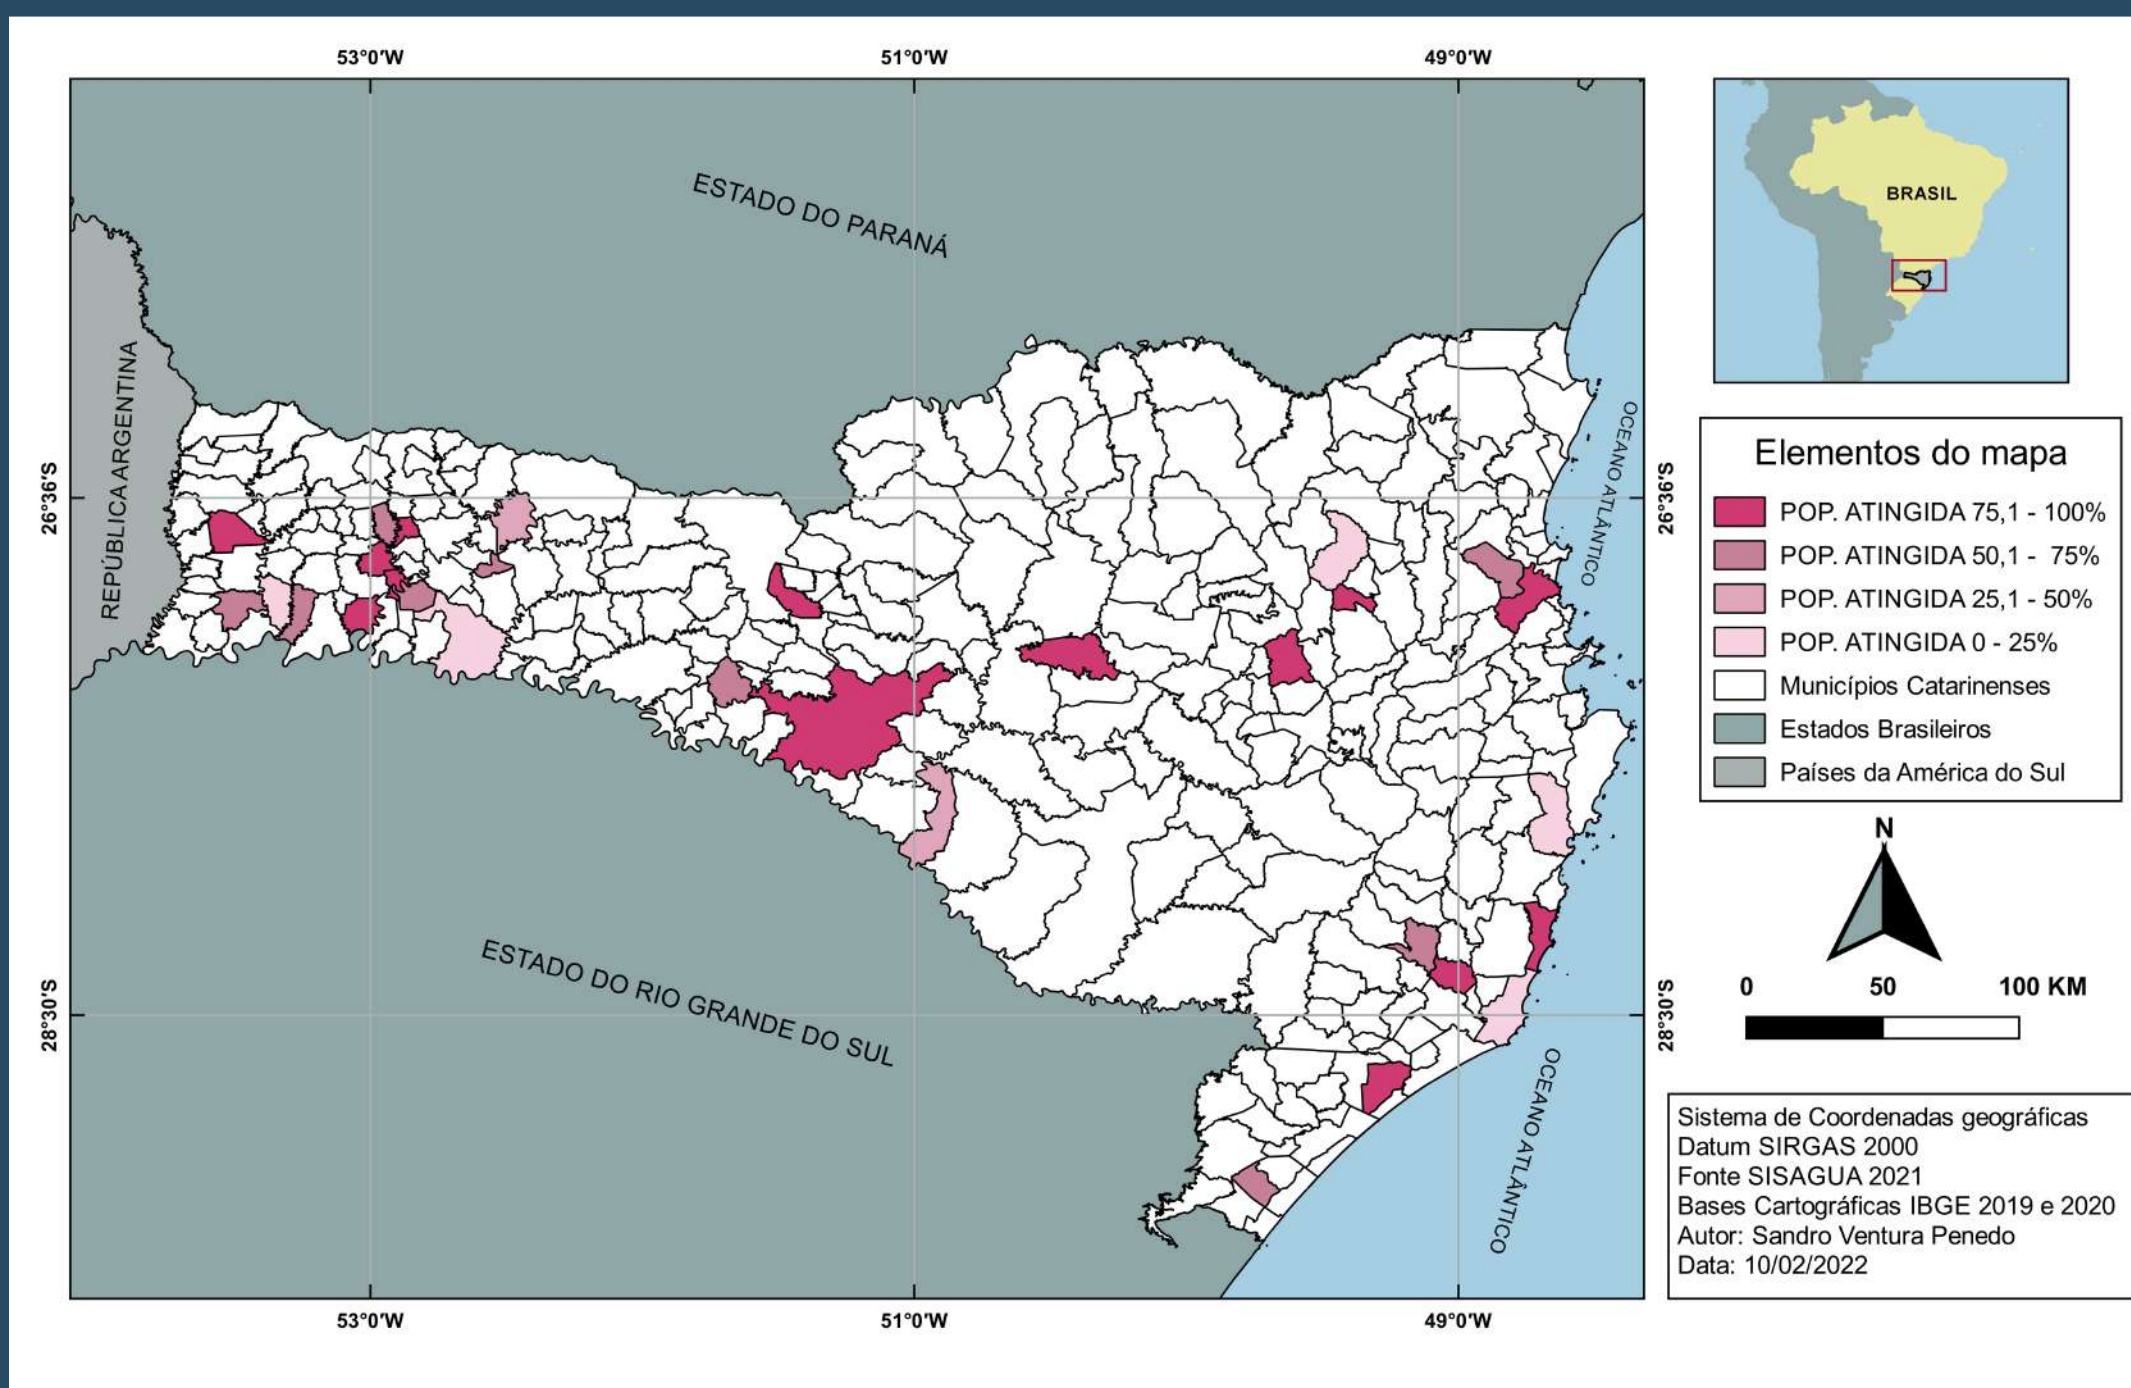 53°0'W
51°0'W
49°0'W
26°36'S
28°30'S
26°36'S
28°30'S
53°0'W
51°0'W
49°0'W
ESTADO DO PARANÁ
REPÚBLICA ARGENTINA
OCEANO ATLÂNTICO
ESTADO DO RIO GRANDE DO SUL
OCEANO ATLÂNTICO
BRASIL
Elementos do mapa
POP. ATINGIDA 75,1 - 100%
POP. ATINGIDA 50,1 - 75%
POP. ATINGIDA 25,1 - 50%
POP. ATINGIDA 0 - 25%
Municípios Catarinenses
Estados Brasileiros
Países da América do Sul
N
0 50 100 KM
Sistema de Coordenadas geográficas
Datum SIRGAS 2000
Fonte SISAGUA 2021
Bases Cartográficas IBGE 2019 e 2020
Autor: Sandro Ventura Penedo
Data: 10/02/2022